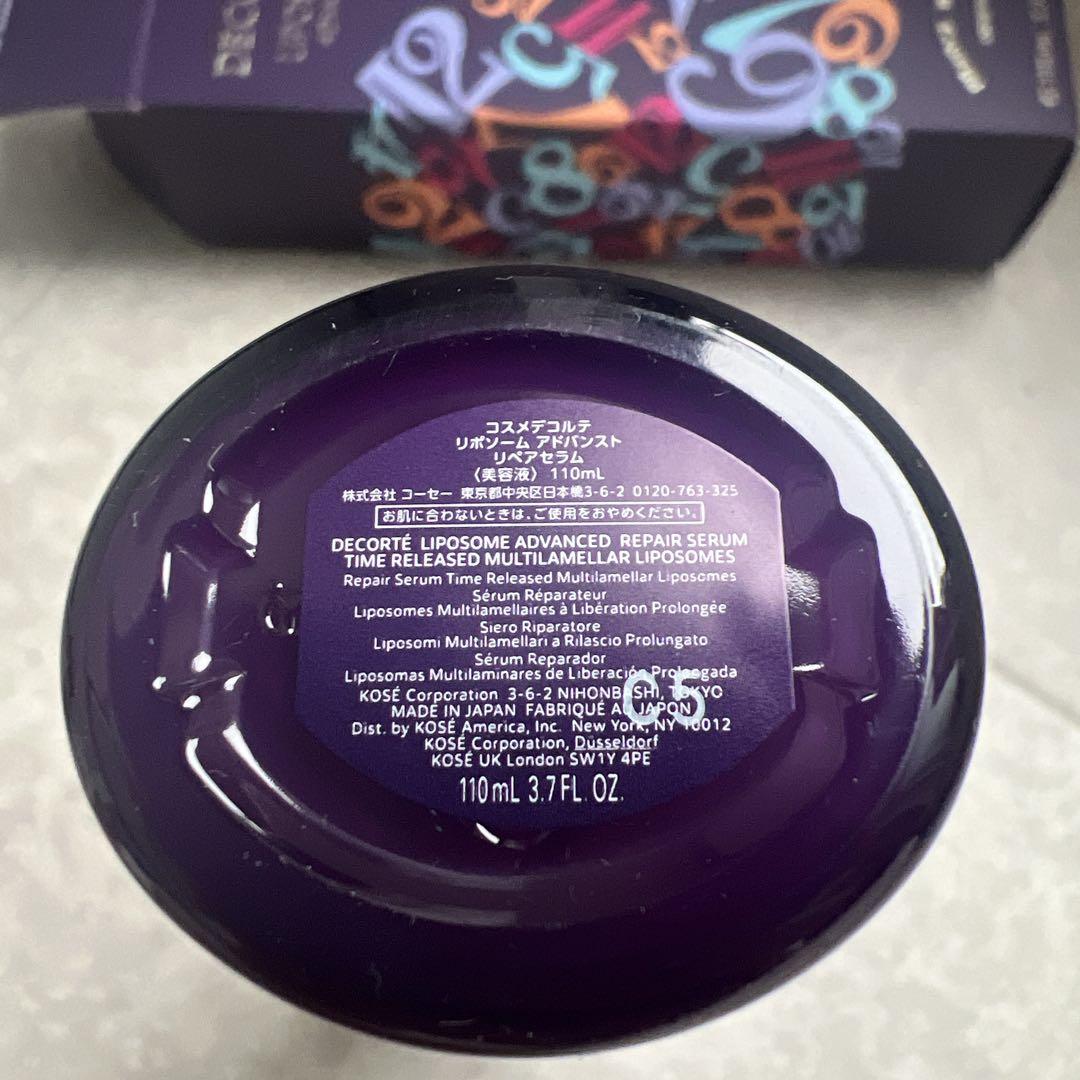 コスメデコルテ
リポソーム アドバンスト
リペアセラム
〈美容液〉 110mL
株式会社 コーセー 東京都中央区日本橋3-6-2 0120-763-325
お肌に合わないときは、ご使用をおやめください。
DECORTÉ LIPOSOME ADVANCED REPAIR SERUM
TIME RELEASED MULTILAMELLAR LIPOSOMES
Repair Serum Time Released Multilamellar Liposomes
Sérum Réparateur
Liposomes Multilamellaires à Libération Prolongée
Siero Riparatore
Liposomi Multilamellari a Rilascio Prolungato
Sérum Reparador
Liposomas Multilaminares de Liberación Prolongada
KOSÉ Corporation 3-6-2 NIHONBASHI, TOKYO
C5
MADE IN JAPAN FABRIQUÉ AU JAPON
Dist. by KOSÉ America, Inc. New York, NY 10012
KOSÉ Corporation, Düsseldorf
KOSÉ UK London SW1Y 4PE
110mL 3.7FL. OZ.